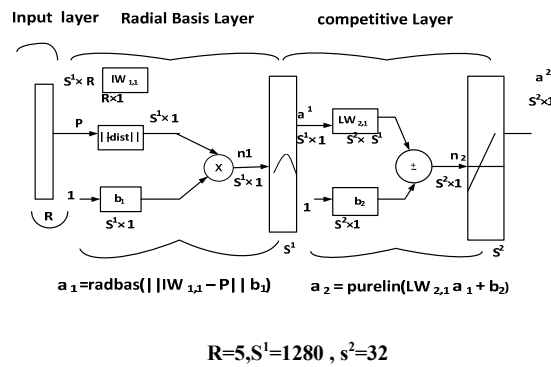 Input layer Radial Basis Layer competitive Layer
S¹× R IW 1,1 a²
R×1 S²×1
P S¹×1 a¹ LW 2,1
||-dist|| n1 S¹×1 S²× S¹ n₂
X S¹×1 ± S²×1
1 b₁ b₂
1
R S¹×1 S²×1
S¹ S²
a 1=radbas(||IW 1,1 – P|| b₁) a 2 = purelin(LW 2,1 a 1 + b₂)
R=5,S¹=1280 , s²=32